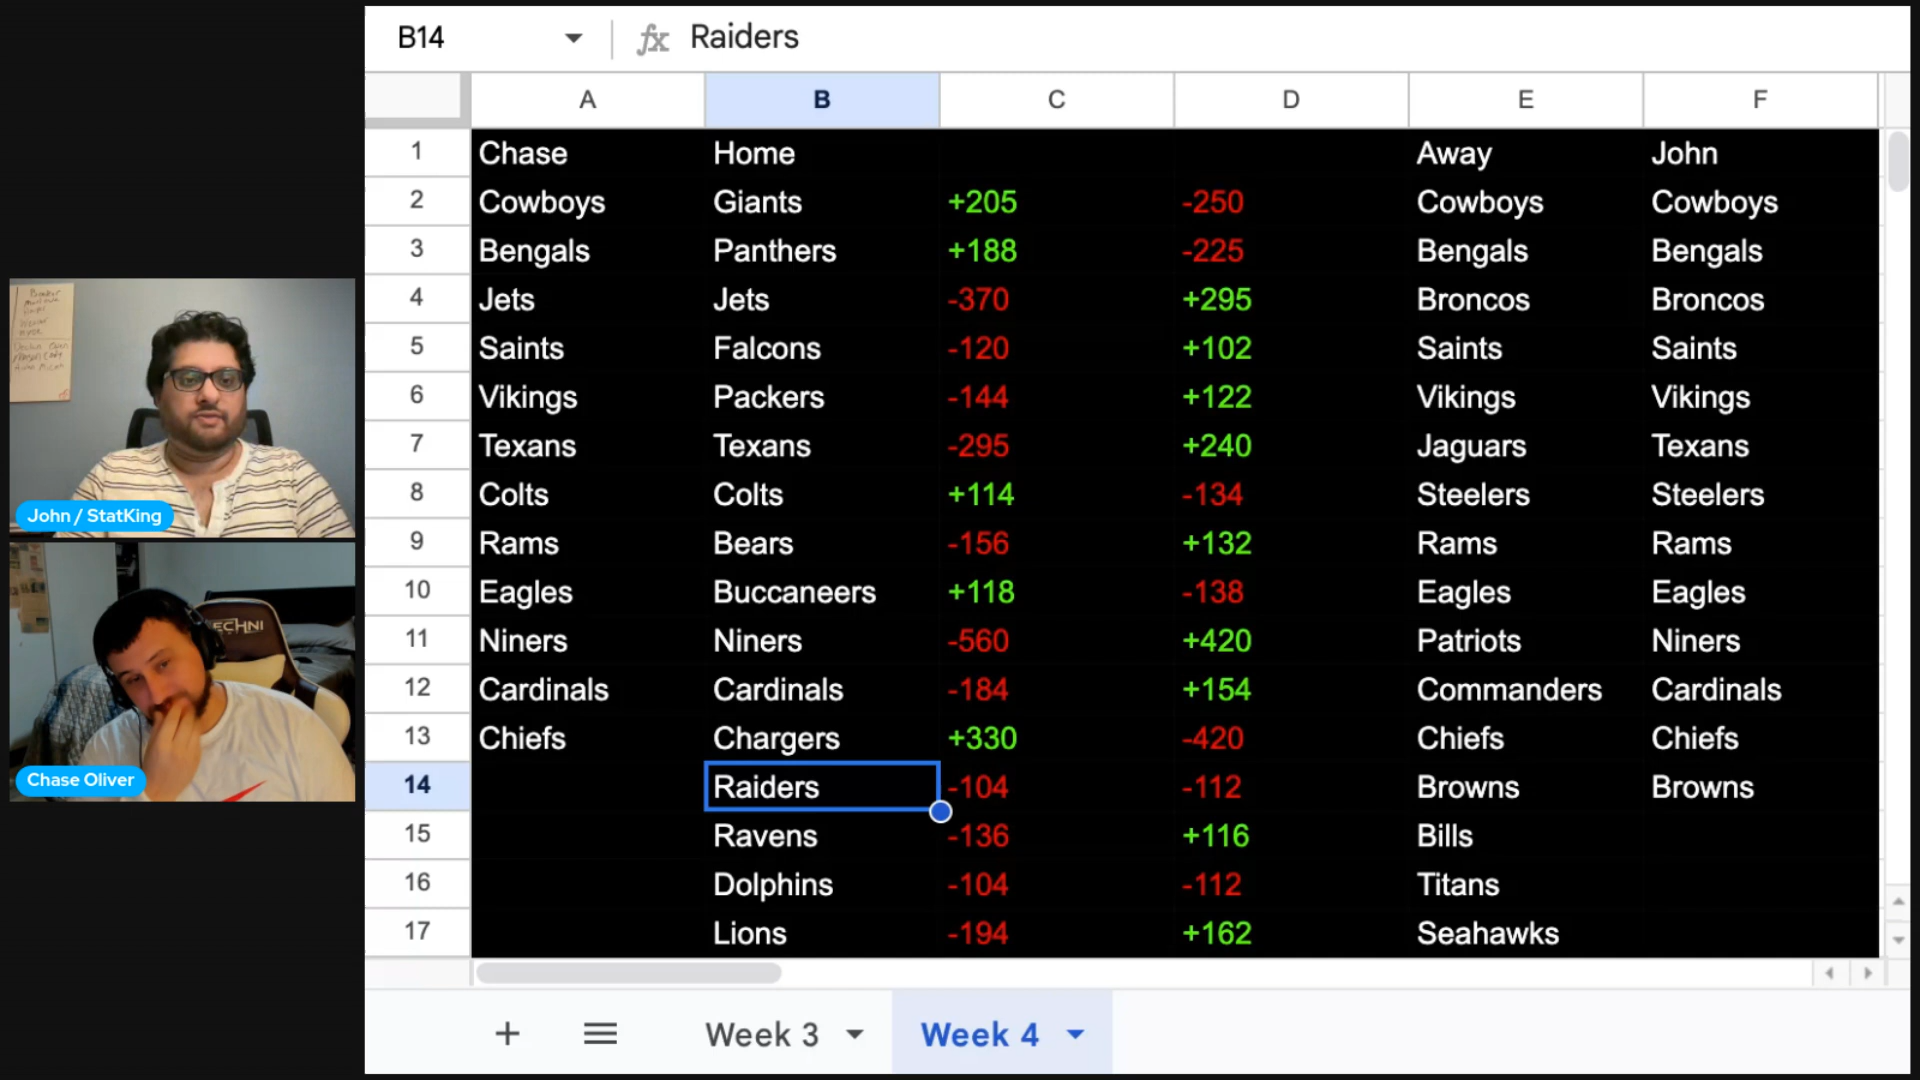 B14 fx Raiders
A B C D E F
1 Chase Home Away John
2 Cowboys Giants +205 -250 Cowboys Cowboys
3 Bengals Panthers +188 -225 Bengals Bengals
4 Jets Jets -370 +295 Broncos Broncos
5 Saints Falcons -120 +102 Saints Saints
6 Vikings Packers -144 +122 Vikings Vikings
7 Texans Texans -295 +240 Jaguars Texans
8 Colts Colts +114 -134 Steelers Steelers
9 Rams Bears -156 +132 Rams Rams
10 Eagles Buccaneers +118 -138 Eagles Eagles
11 Niners Niners -560 +420 Patriots Niners
12 Cardinals Cardinals -184 +154 Commanders Cardinals
13 Chiefs Chargers +330 -420 Chiefs Chiefs
14 Raiders -104 -112 Browns Browns
15 Ravens -136 +116 Bills
16 Dolphins -104 -112 Titans
17 Lions -194 +162 Seahawks
+ Week 3 Week 4
John / StatKing
ECHNI
Chase Oliver